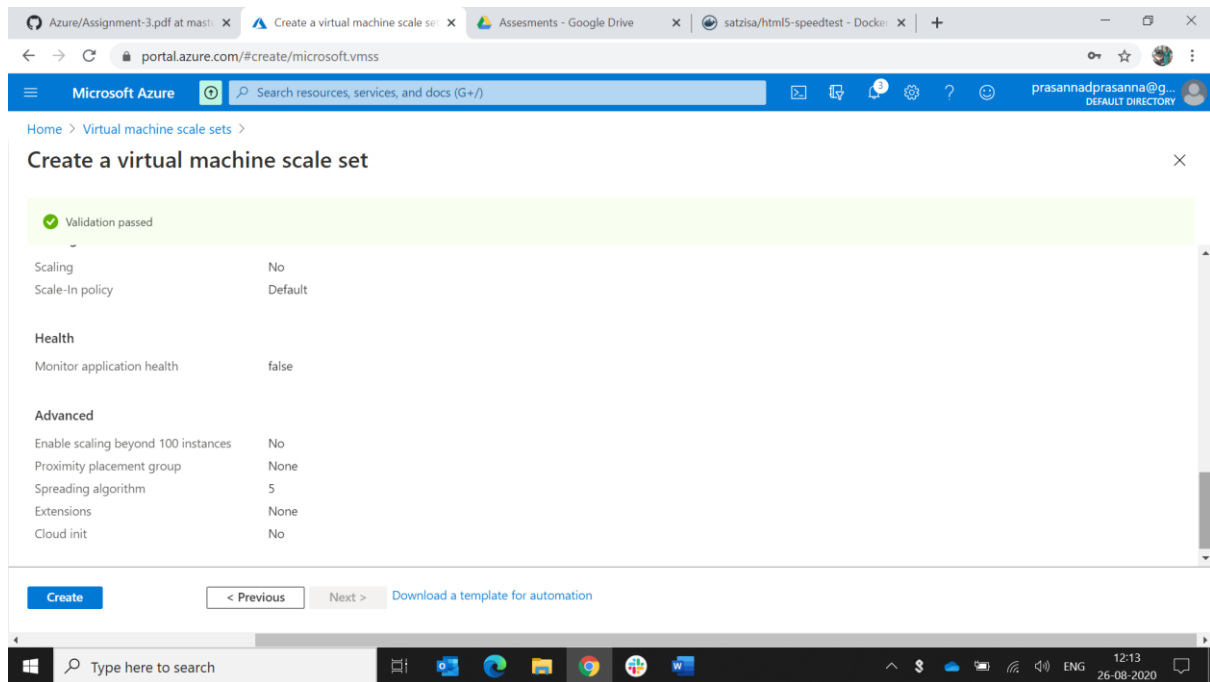 Azure/Assignment-3.pdf at maste
Create a virtual machine scale set
Assesments - Google Drive
satzisa/html5-speedtest - Docker
portal.azure.com/#create/microsoft.vmss
Microsoft Azure
Search resources, services, and docs (G+/)
3
prasannadprasanna@g...
DEFAULT DIRECTORY
Home > Virtual machine scale sets >
Create a virtual machine scale set
Validation passed
Scaling No
Scale-In policy Default
Health
Monitor application health false
Advanced
Enable scaling beyond 100 instances No
Proximity placement group None
Spreading algorithm 5
Extensions None
Cloud init No
Create < Previous Next > Download a template for automation
Type here to search
ENG
12:13
26-08-2020